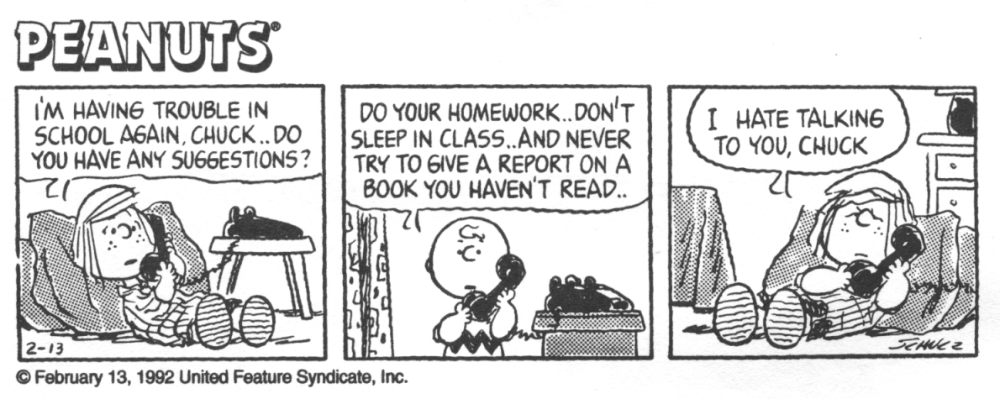 PEANUTS®
I'M HAVING TROUBLE IN
SCHOOL AGAIN, CHUCK..DO
YOU HAVE ANY SUGGESTIONS?
2-13
DO YOUR HOMEWORK..DON'T
SLEEP IN CLASS..AND NEVER
TRY TO GIVE A REPORT ON A
BOOK YOU HAVEN'T READ..
I HATE TALKING
TO YOU, CHUCK
SCHULZ
© February 13, 1992 United Feature Syndicate, Inc.